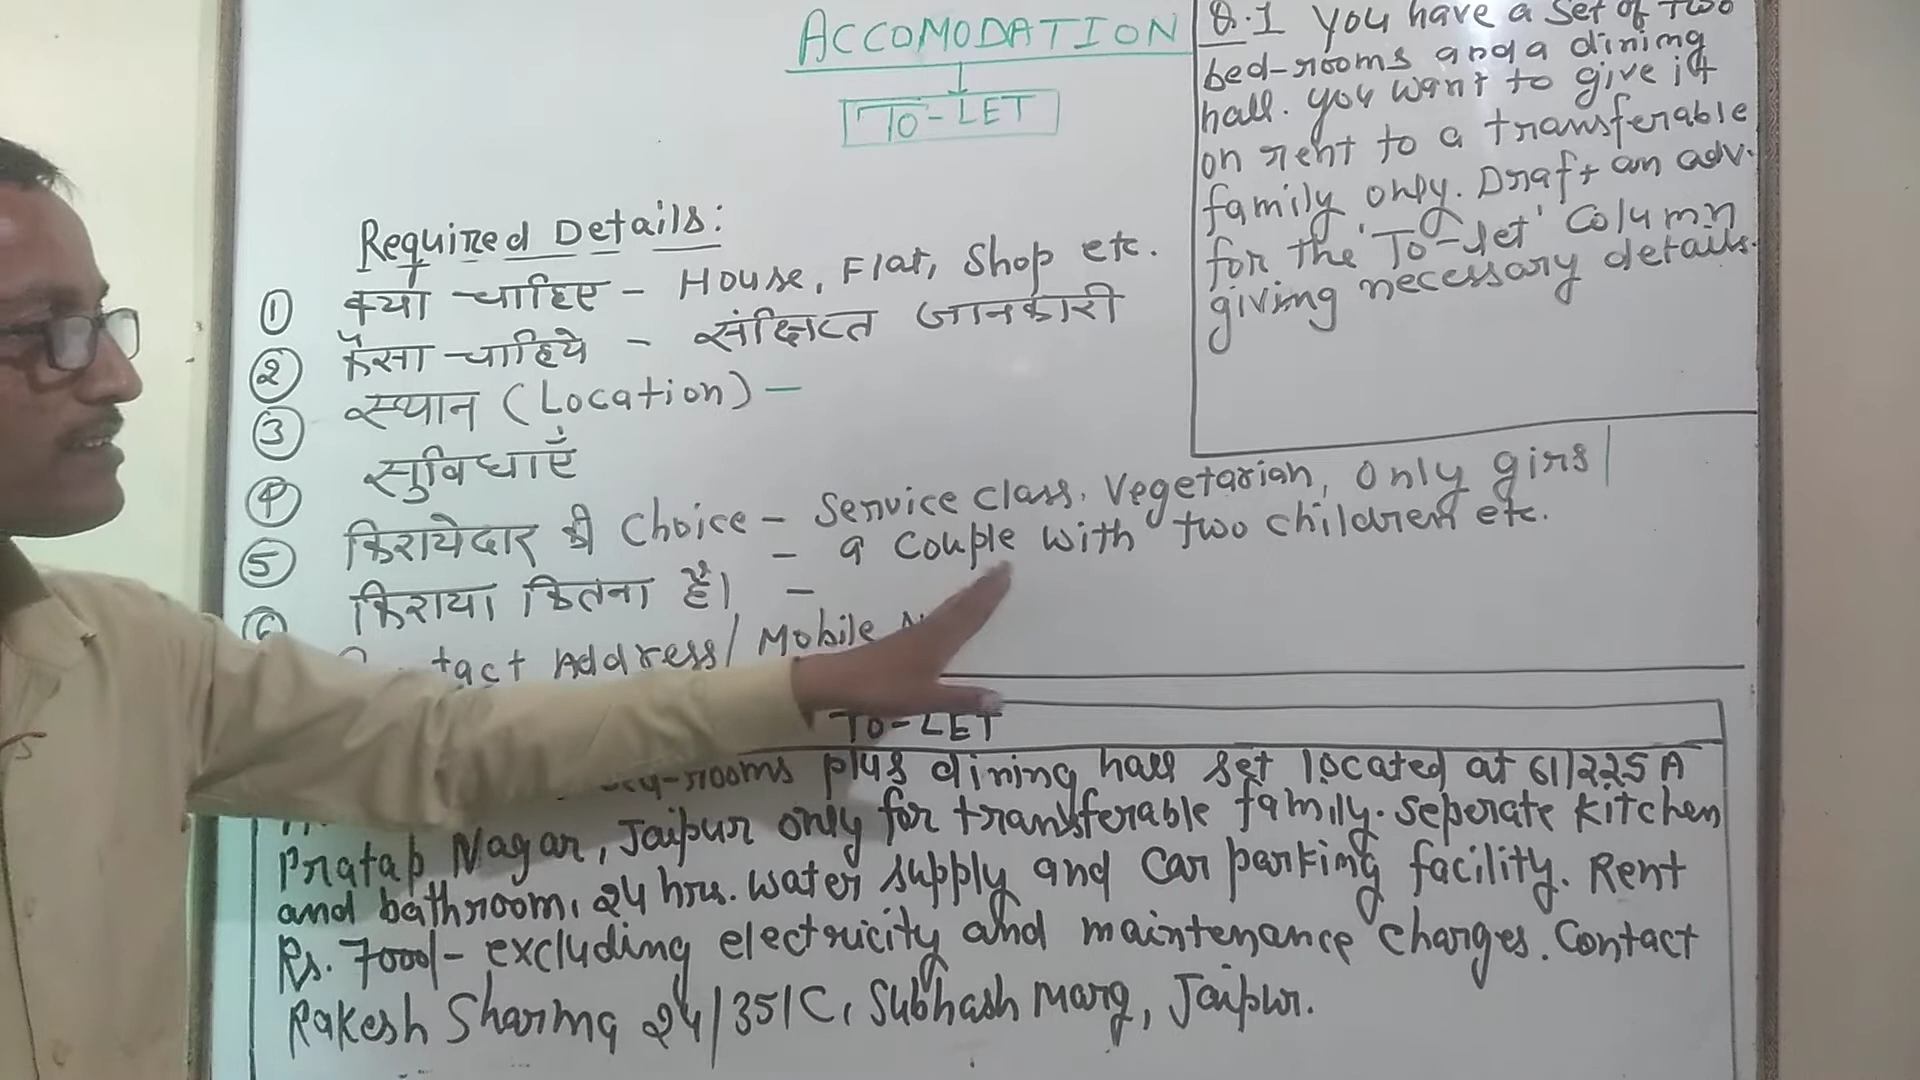 ACCOMODATION
TO-LET
Q.1 You have a set of two
bed-rooms and a dining
hall. You want to give it
on rent to a transferable
family only. Draft an adv.
for the 'To-let' Column
giving necessary details.
Required Details:
① क्या चाहिए - House, Flat, Shop etc.
② कैसा चाहिये - संक्षिप्त जानकारी
③ स्थान (Location) -
④ सुविधाएँ
⑤ किरायेदार की Choice - Service class, Vegetarian, Only girs/
- a couple with two children etc.
⑥ किराया कितना है। -
Address/ Mobile
TO-LET
plus dining hall set located at 61/225A
Pratap Nagar, Jaipur only for transferable family. Seperate kitchen
and bathroom, 24 hrs. water supply and car parking facility. Rent
Rs. 7000/- excluding electricity and maintenance charges. Contact
Rakesh Sharma 24/35/C, Subhash Marg, Jaipur.